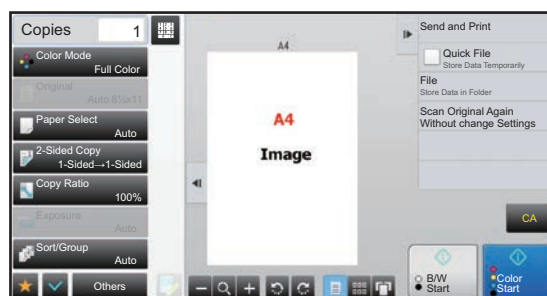 Copies 1
Color Mode
Full Color
Original
Auto 8½x11
Paper Select
Auto
2-Sided Copy
1-Sided→1-Sided
Copy Ratio
100%
Exposure
Auto
Sort/Group
Auto
Others
A4
A4
Image
Send and Print
Quick File
Store Data Temporarily
File
Store Data in Folder
Scan Original Again
Without change Settings
CA
B/W
Start
Color
Start